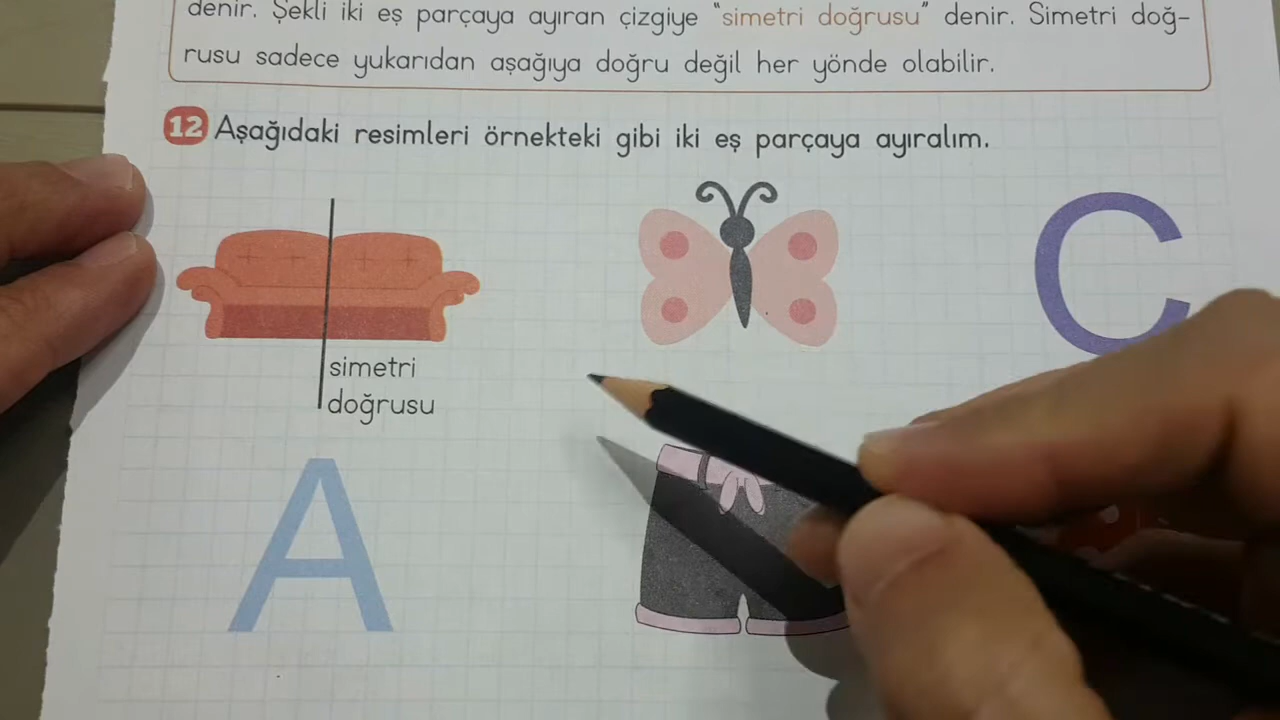 denir. Şekli iki eş parçaya ayıran çizgiye "simetri doğrusu" denir. Simetri doğ-
rusu sadece yukarıdan aşağıya doğru değil her yönde olabilir.
12 Aşağıdaki resimleri örnekteki gibi iki eş parçaya ayıralım.
C
simetri
doğrusu
A